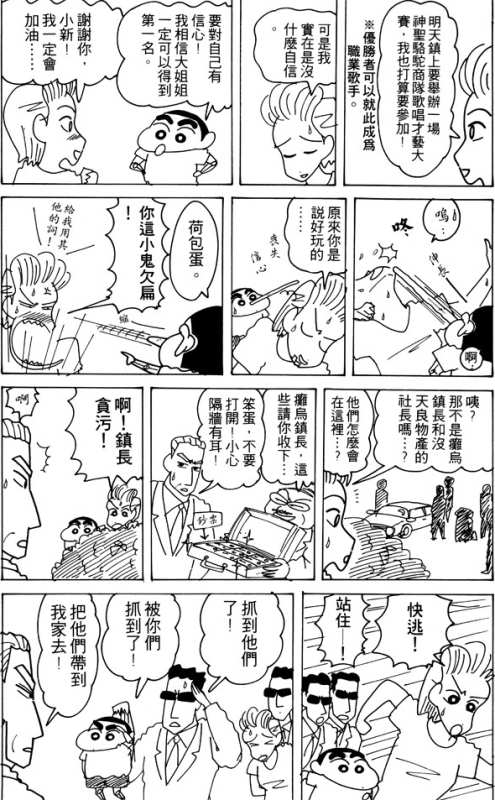 明天鎮上要舉辦一場
神聖駱駝商隊歌唱才藝大
賽，我也打算要參加！
※優勝者可以就此成為
職業歌手。
可是我
實在是沒
什麼自信
。
要對自己有
信心！
我相信大姐姐
一定可以得到
第一名。
謝謝你，
小新！
我一定會
加油……
嗚！
咚
伸長
啊！
原來你是
說好玩的
喪失
信心
荷包蛋。
你這小鬼欠扁
！
給我用其
他的詞！
縮
咦？
那不是癱烏
鎮長和沒
天良物產的
社長嗎…？
他們怎麼會
在這裡…？
癱烏鎮長，這
些請你收下…
笨蛋，不要
打開！小心
隔牆有耳！
鈔票
啊！鎮長
貪污！
啊
快逃！
站住
！
抓到他們
了！
被你們
抓到了！
把他們帶到
我家去！